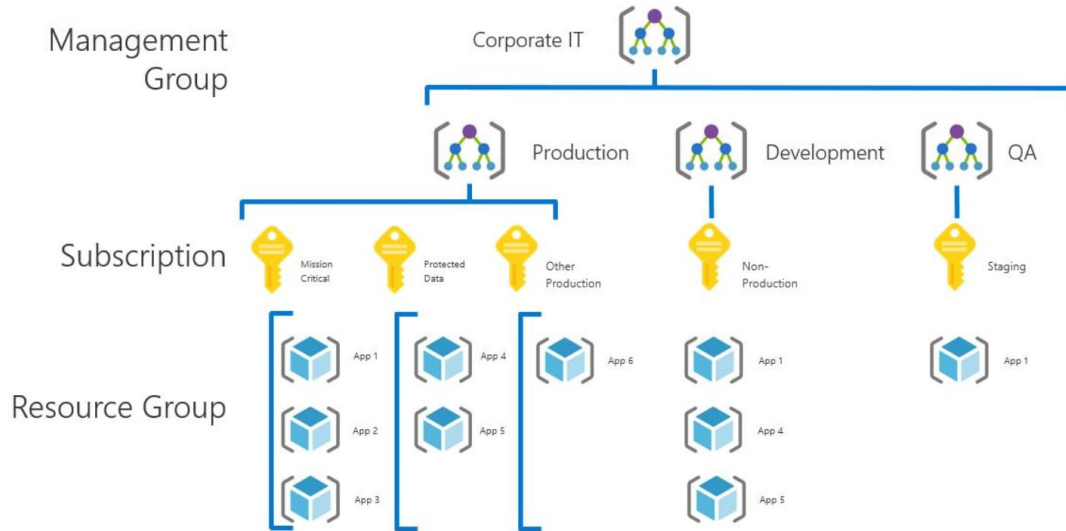 Management
Group
Corporate IT
Production
Development
QA
Subscription
Mission
Critical
Protected
Data
Other
Production
Non-
Production
Staging
Resource Group
App 1
App 4
App 6
App 1
App 1
App 2
App 5
App 4
App 3
App 5